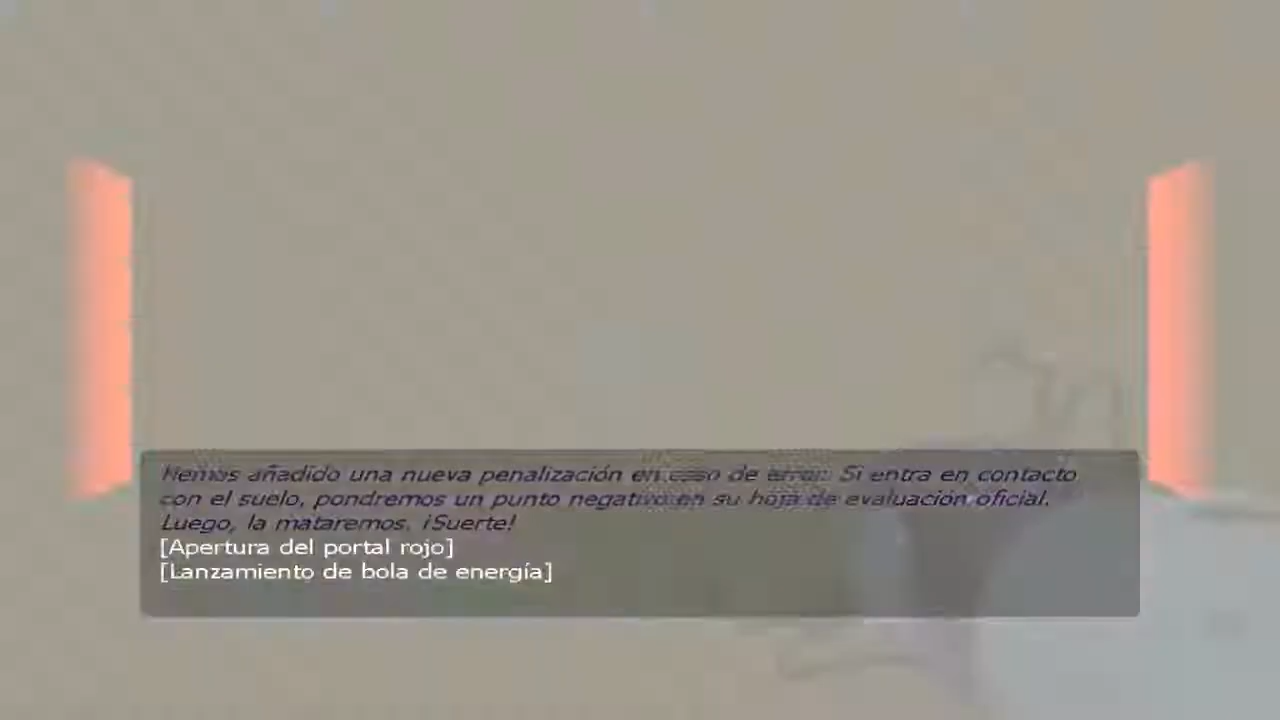 Hemos añadido una nueva penalización en caso de error. Si entra en contacto
con el suelo, pondremos un punto negativo en su hoja de evaluación oficial.
Luego, la mataremos. ¡Suerte!
[Apertura del portal rojo]
[Lanzamiento de bola de energía]